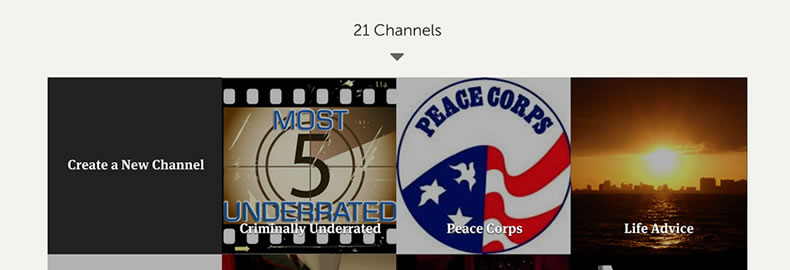 21 Channels
Create a New Channel
MOST
5
UNDERRATED
Criminally Underrated
PEACE CORPS
Peace Corps
Life Advice